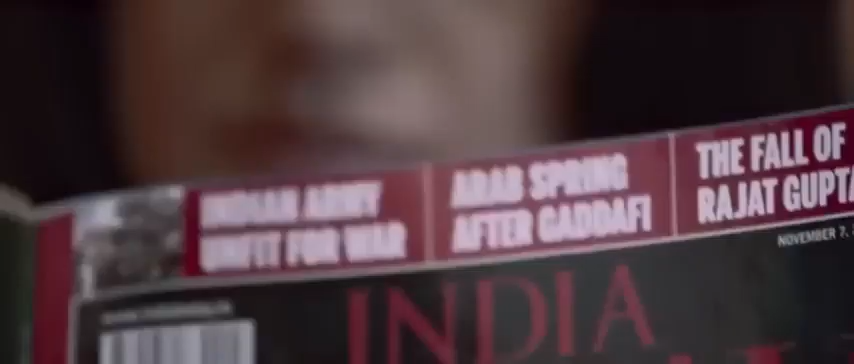 INDIAN ARMY
UNFIT FOR WAR
ARAB SPRING
AFTER GADDAFI
THE FALL OF
RAJAT GUPTA
NOVEMBER 7,
INDIA